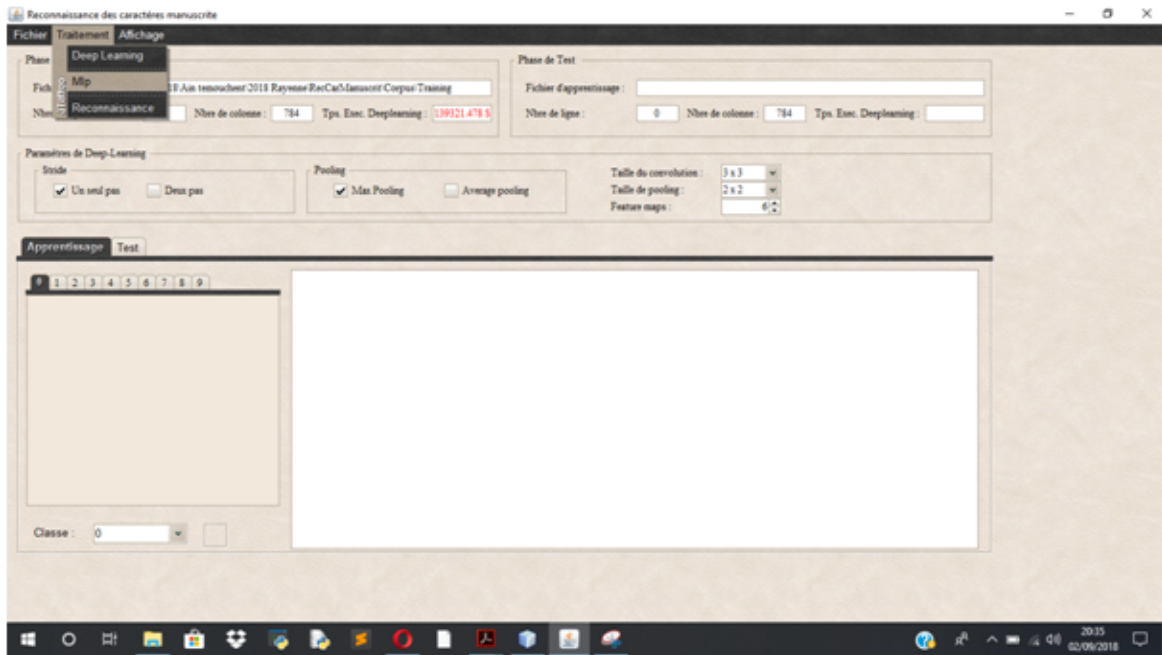 Reconnaissance des caractères manuscrite
Fichier Traitement Affichage
Deep Learning
Mlp
Reconnaissance
Phase
18\Ain temouchent\2018 Rayenne\RecCarManuscrit\Corpus\Training
Nbre de colonne : 784 Tps. Exec. Deeplearning : 139321.478 S
Phase de Test
Fichier d'apprentissage :
Nbre de ligne : 0 Nbre de colonne : 784 Tps. Exec. Deeplearning :
Paramètres de Deep-Learning
Stride
Un seul pas Deux pas
Pooling
Max Pooling Average pooling
Taille du convolution : 3 x 3
Taille de pooling : 2 x 2
Feature maps : 6
Apprentissage Test
0 1 2 3 4 5 6 7 8 9
Classe : 0
20:35
02/09/2018